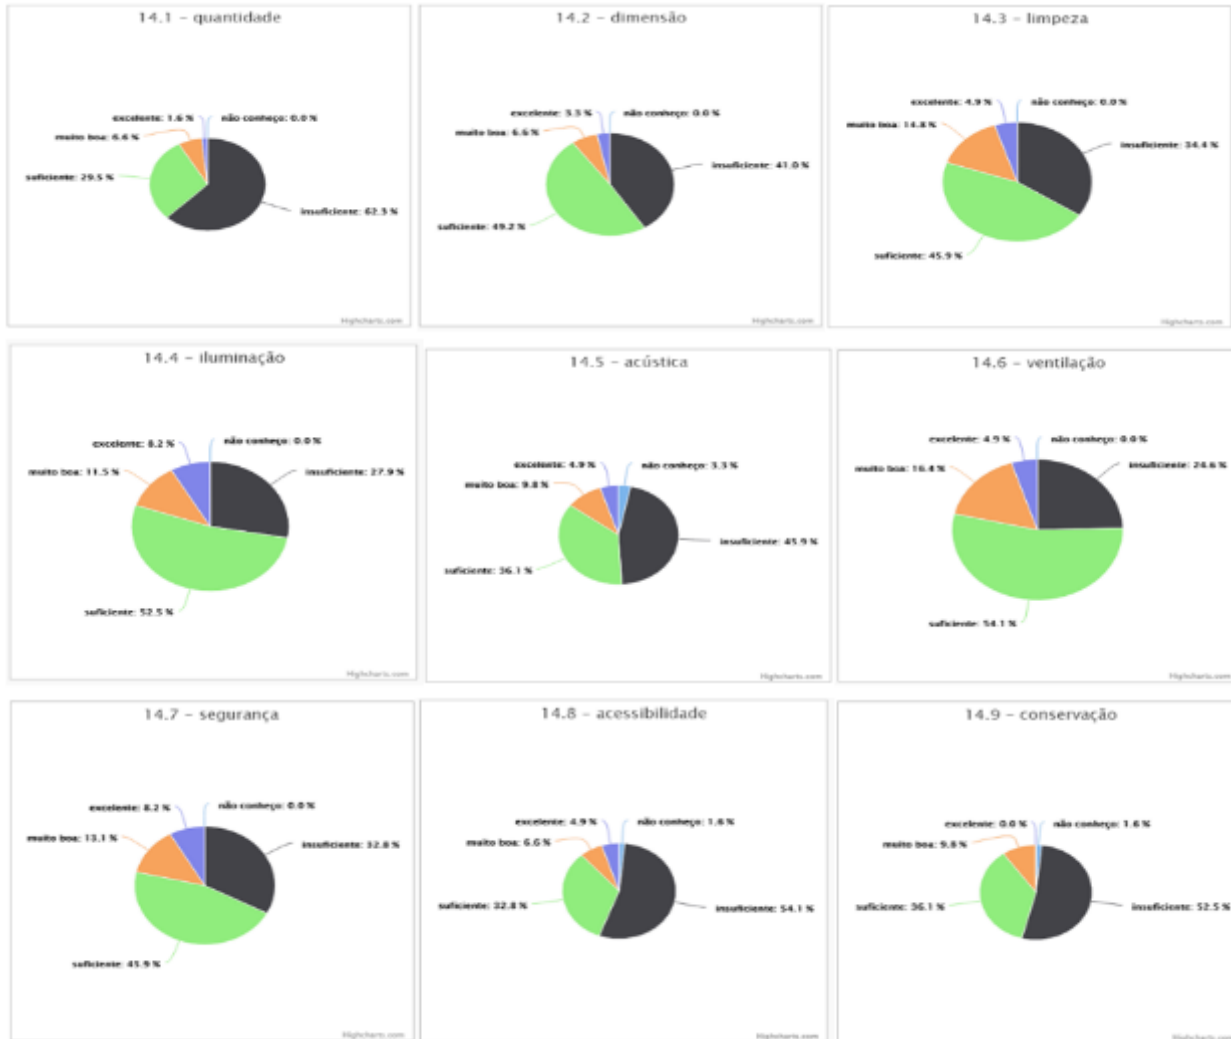 14.1 - quantidade
excelente: 1.6 %
não conheço: 0.0 %
muito boa: 6.6 %
suficiente: 29.5 %
insuficiente: 62.3 %
Highcharts.com
14.2 - dimensão
excelente: 3.3 %
não conheço: 0.0 %
muito boa: 6.6 %
insuficiente: 41.0 %
suficiente: 49.2 %
Highcharts.com
14.3 - limpeza
excelente: 4.9 %
não conheço: 0.0 %
muito boa: 14.8 %
insuficiente: 34.4 %
suficiente: 45.9 %
Highcharts.com
14.4 - iluminação
excelente: 8.2 %
não conheço: 0.0 %
muito boa: 11.5 %
insuficiente: 27.9 %
suficiente: 52.5 %
Highcharts.com
14.5 - acústica
excelente: 4.9 %
não conheço: 3.3 %
muito boa: 9.8 %
insuficiente: 45.9 %
suficiente: 36.1 %
Highcharts.com
14.6 - ventilação
excelente: 4.9 %
não conheço: 0.0 %
muito boa: 16.4 %
insuficiente: 24.6 %
suficiente: 54.1 %
Highcharts.com
14.7 - segurança
excelente: 8.2 %
não conheço: 0.0 %
muito boa: 13.1 %
insuficiente: 32.8 %
suficiente: 45.9 %
Highcharts.com
14.8 - acessibilidade
excelente: 4.9 %
não conheço: 1.6 %
muito boa: 6.6 %
suficiente: 32.8 %
insuficiente: 54.1 %
Highcharts.com
14.9 - conservação
excelente: 0.0 %
não conheço: 1.6 %
muito boa: 9.8 %
suficiente: 36.1 %
insuficiente: 52.5 %
Highcharts.com